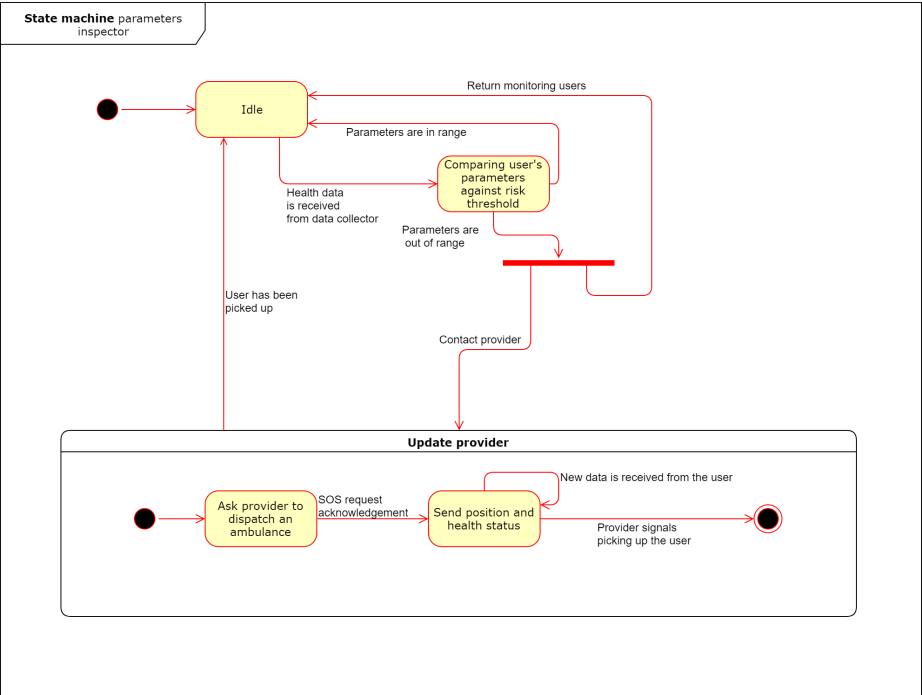 State machine parameters
inspector
Return monitoring users
Idle
Parameters are in range
Comparing user's
parameters
against risk
threshold
Health data
is received
from data collector
Parameters are
out of range
User has been
picked up
Contact provider
Update provider
New data is received from the user
SOS request
acknowledgement
Ask provider to
dispatch an
ambulance
Send position and
health status
Provider signals
picking up the user